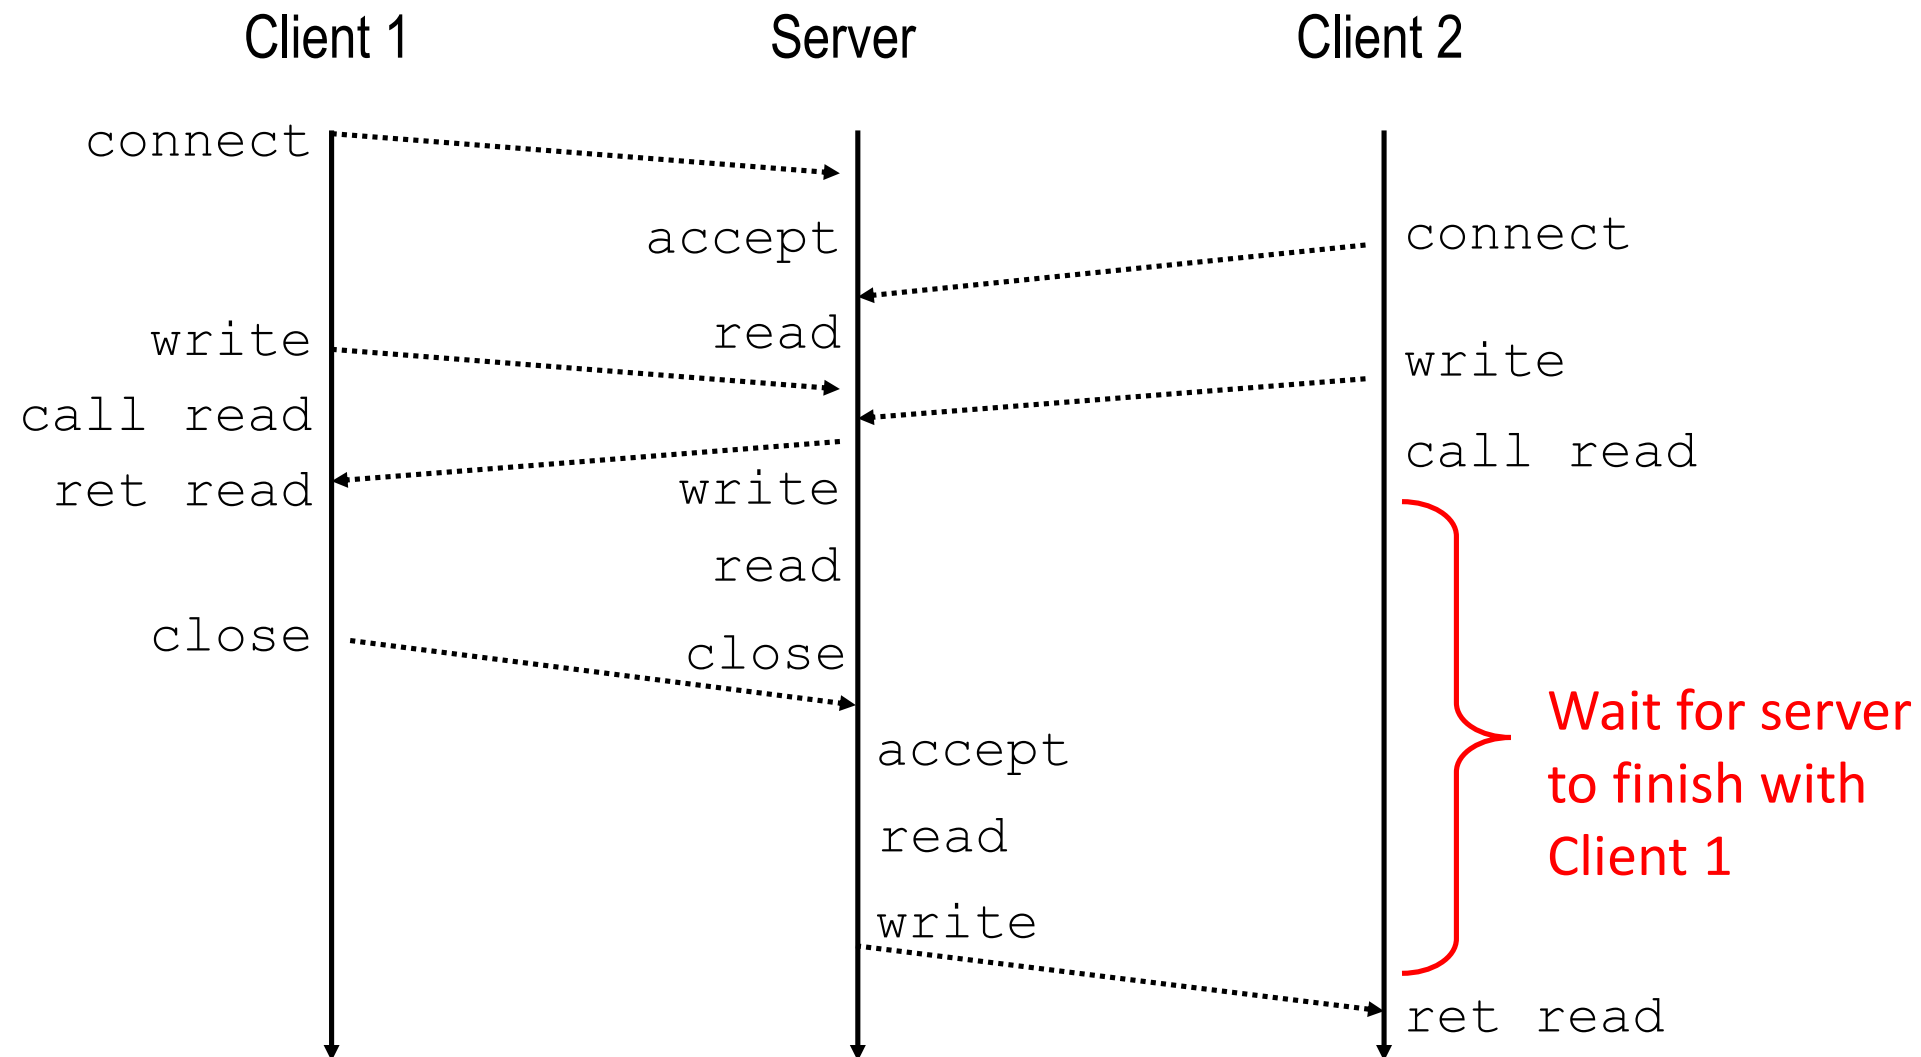 Client 1
Server
Client 2
connect
accept
connect
write
read
write
call read
call read
ret read
write
read
close
close
accept
Wait for server
to finish with
Client 1
read
write
ret read